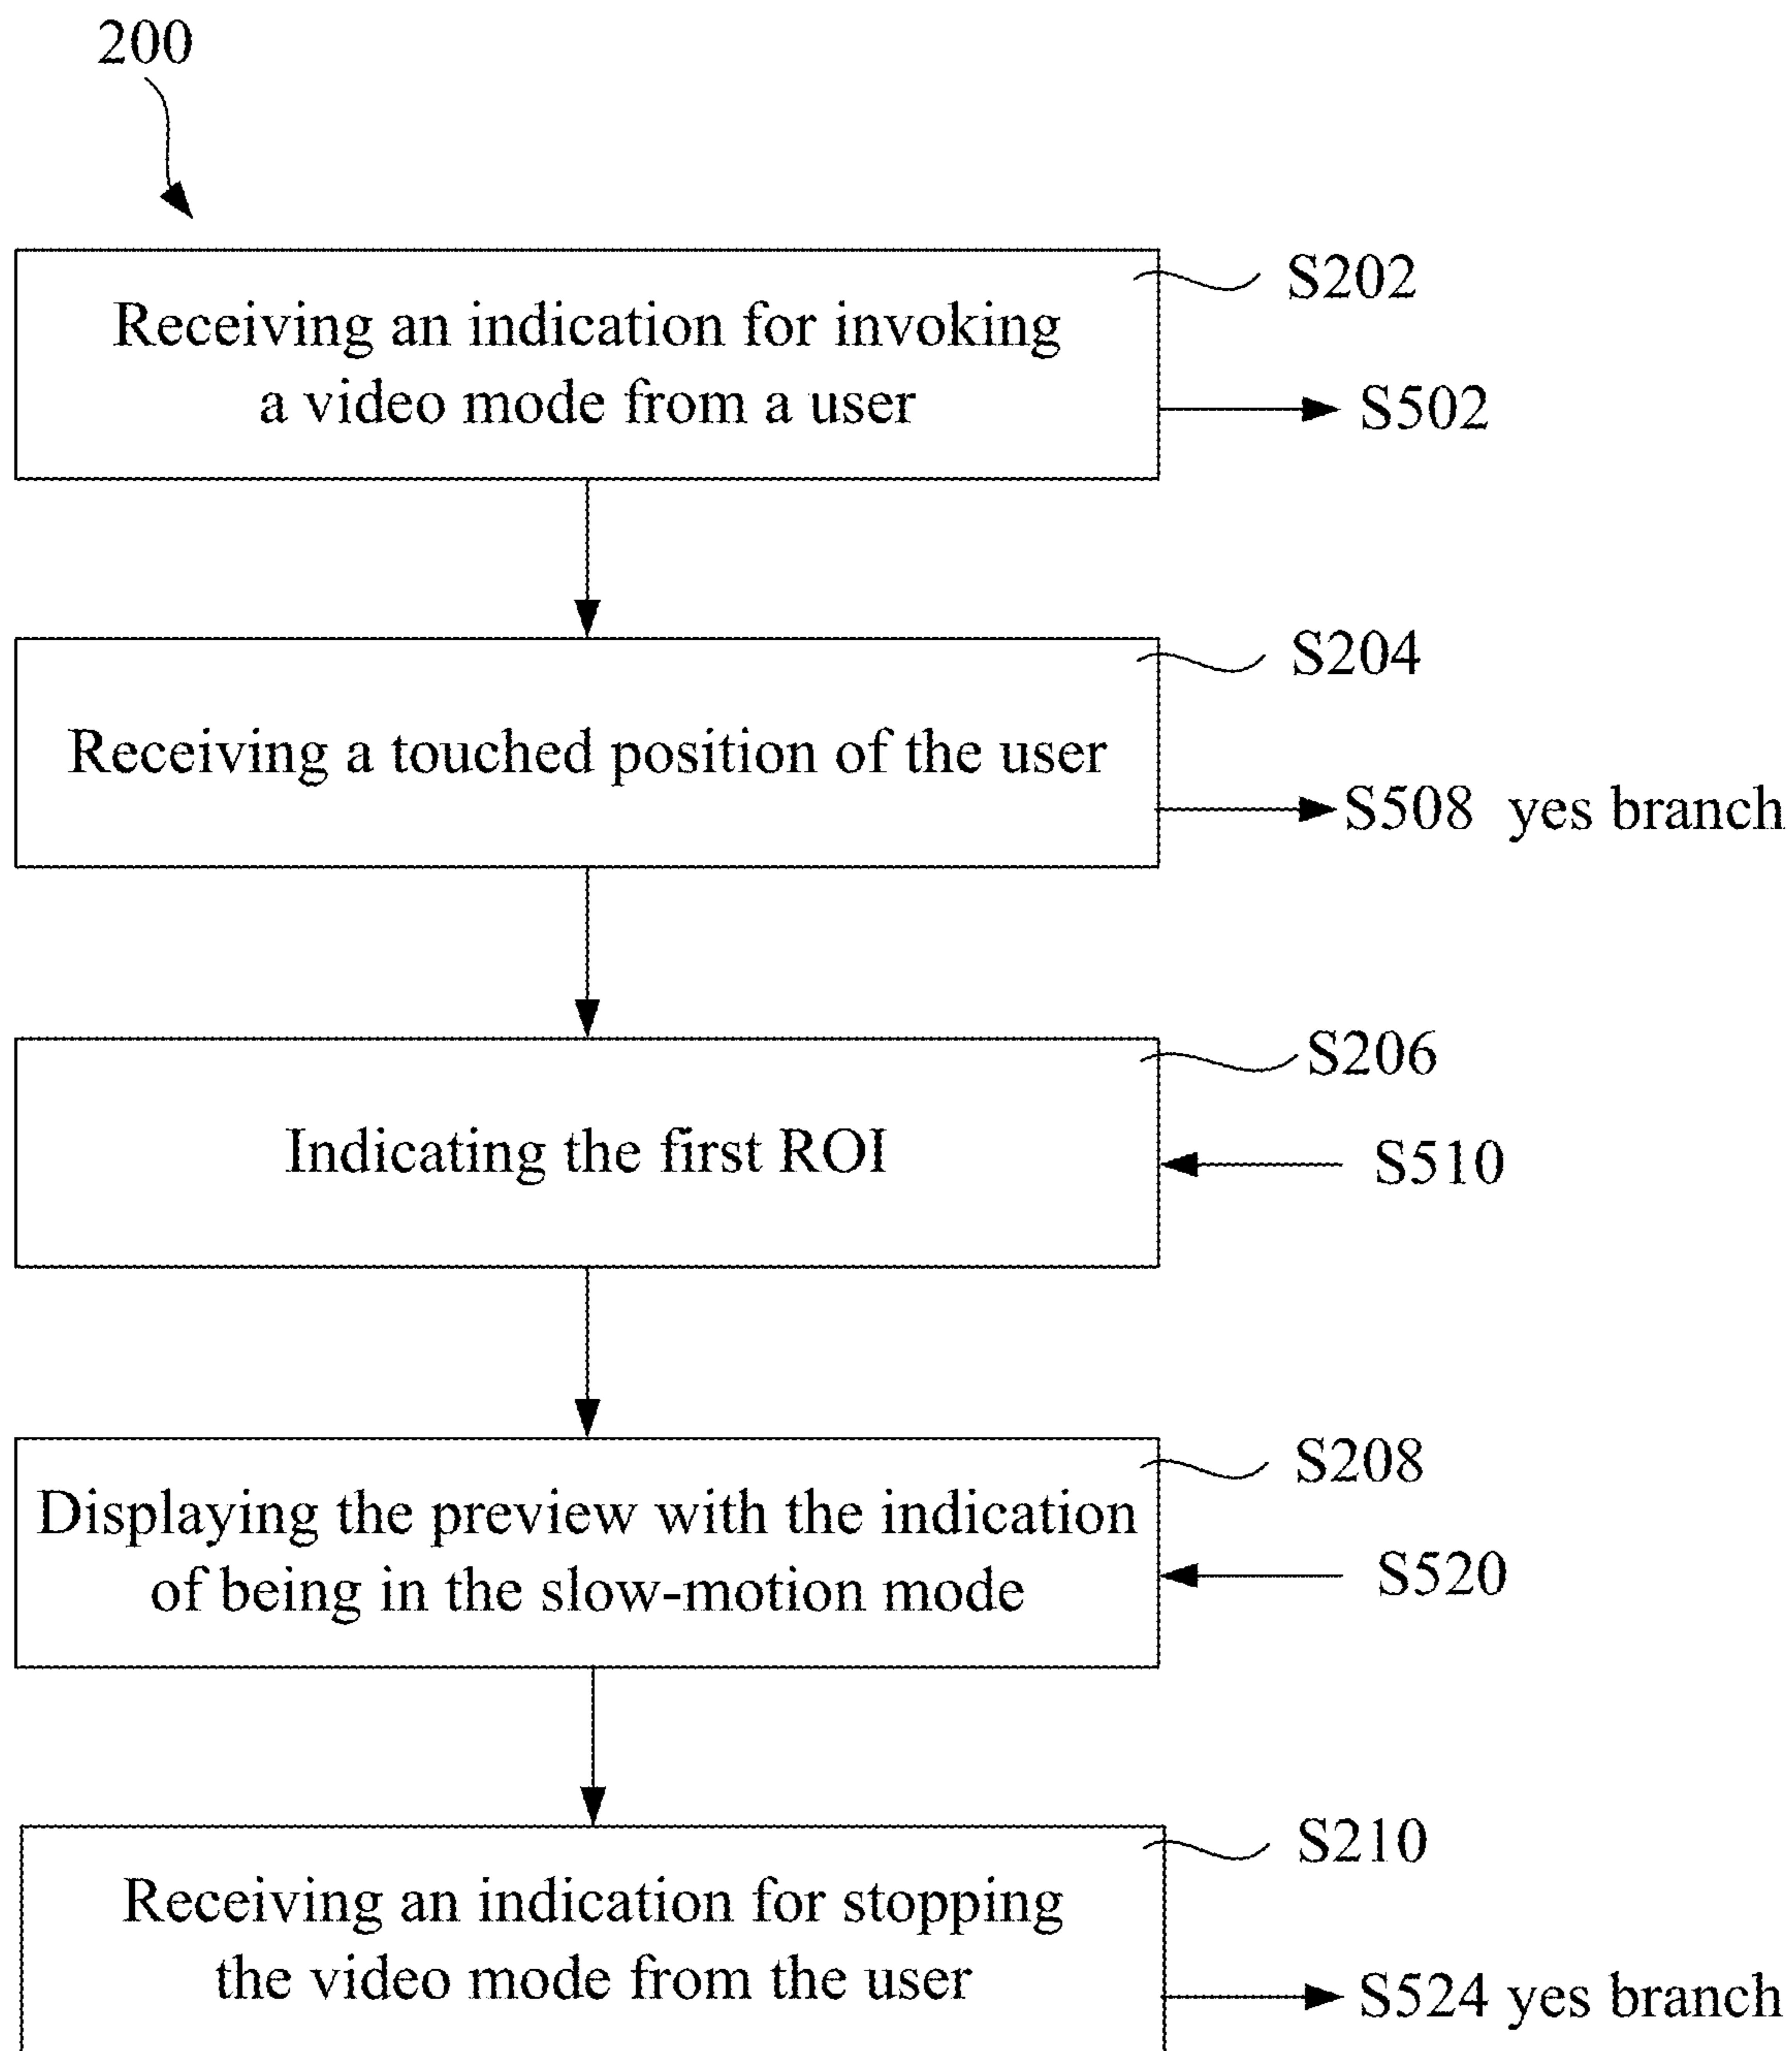 200
S202
Receiving an indication for invoking
a video mode from a user
S502
S204
Receiving a touched position of the user
S508 yes branch
S206
Indicating the first ROI
S510
S208
Displaying the preview with the indication
of being in the slow-motion mode
S520
S210
Receiving an indication for stopping
the video mode from the user
S524 yes branch